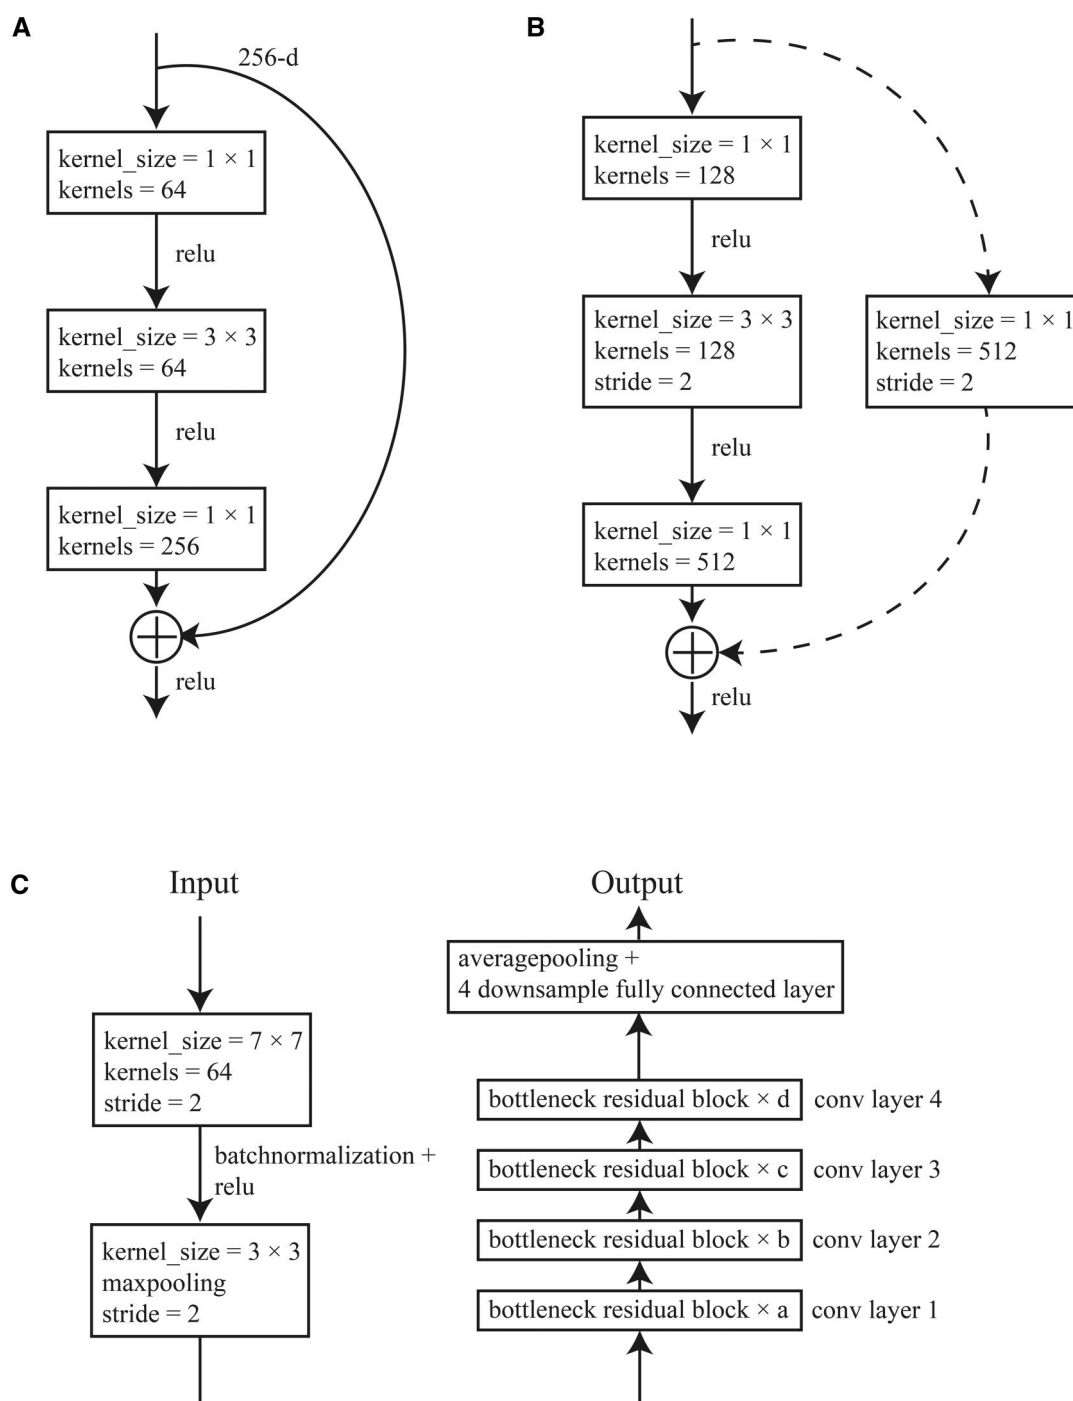 A
256-d
kernel_size = 1 × 1
kernels = 64
relu
kernel_size = 3 × 3
kernels = 64
relu
kernel_size = 1 × 1
kernels = 256
relu
B
kernel_size = 1 × 1
kernels = 128
relu
kernel_size = 3 × 3
kernels = 128
stride = 2
relu
kernel_size = 1 × 1
kernels = 512
relu
kernel_size = 1 × 1
kernels = 512
stride = 2
C
Input
kernel_size = 7 × 7
kernels = 64
stride = 2
batchnormalization +
relu
kernel_size = 3 × 3
maxpooling
stride = 2
Output
averagepooling +
4 downsample fully connected layer
bottleneck residual block × d conv layer 4
bottleneck residual block × c conv layer 3
bottleneck residual block × b conv layer 2
bottleneck residual block × a conv layer 1